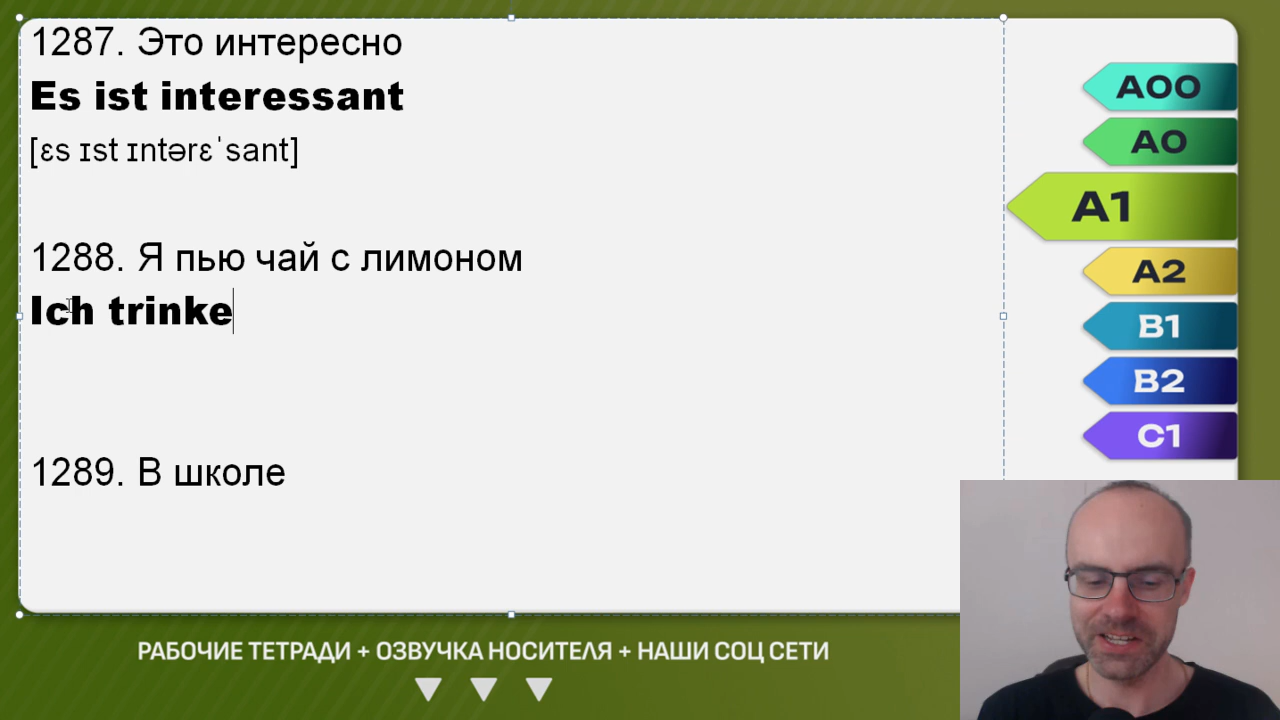 1287. Это интересно
Es ist interessant
[ɛs ɪst ɪntərɛˈsant]
1288. Я пью чай с лимоном
Ich trinke
1289. В школе
A00
A0
A1
A2
B1
B2
C1
РАБОЧИЕ ТЕТРАДИ + ОЗВУЧКА НОСИТЕЛЯ + НАШИ СОЦ СЕТИ